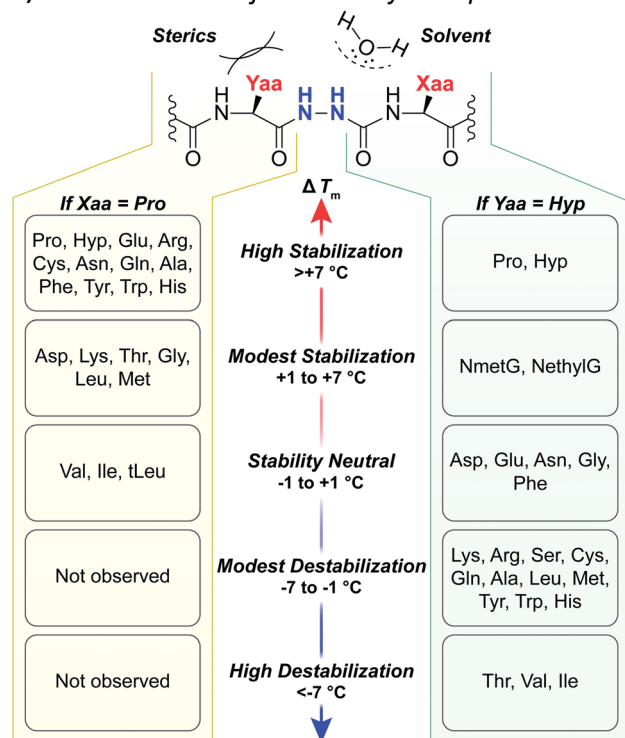 Sterics
Solvent
H
O
H
Yaa
Xaa
H
N
H
N
H
N
H
N
O
O
O
O
If Xaa = Pro
Δ Tm
If Yaa = Hyp
Pro, Hyp, Glu, Arg,
Cys, Asn, Gln, Ala,
Phe, Tyr, Trp, His
High Stabilization
>+7 °C
Pro, Hyp
Asp, Lys, Thr, Gly,
Leu, Met
Modest Stabilization
+1 to +7 °C
NmetG, NethylG
Val, Ile, tLeu
Stability Neutral
-1 to +1 °C
Asp, Glu, Asn, Gly,
Phe
Not observed
Modest Destabilization
-7 to -1 °C
Lys, Arg, Ser, Cys,
Gln, Ala, Leu, Met,
Tyr, Trp, His
Not observed
High Destabilization
<-7 °C
Thr, Val, Ile